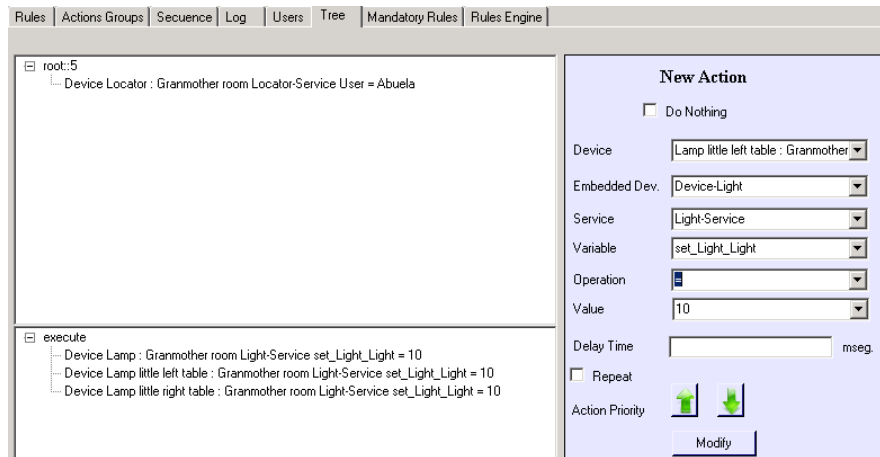 Rules Actions Groups Secuence Log Users Tree Mandatory Rules Rules Engine
root::5
Device Locator : Granmother room Locator-Service User = Abuela
execute
Device Lamp : Granmother room Light-Service set_Light_Light = 10
Device Lamp little left table : Granmother room Light-Service set_Light_Light = 10
Device Lamp little right table : Granmother room Light-Service set_Light_Light = 10
New Action
Do Nothing
Device Lamp little left table : Granmother
Embedded Dev. Device-Light
Service Light-Service
Variable set_Light_Light
Operation =
Value 10
Delay Time mseg.
Repeat
Action Priority
Modify